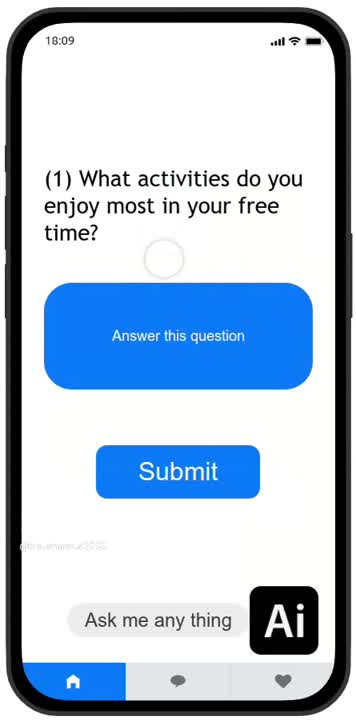 18:09
(1) What activities do you
enjoy most in your free
time?
Answer this question
Submit
Ask me any thing
Ai